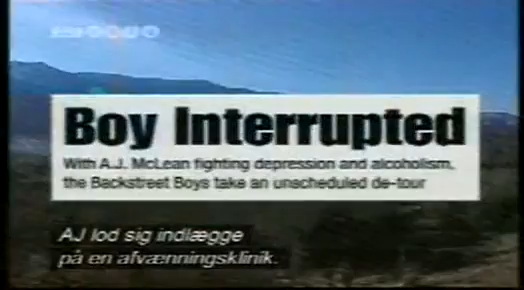 Boy Interrupted
With A.J. McLean fighting depression and alcoholism,
the Backstreet Boys take an unscheduled de-tour
AJ lod sig indlægge
på en afvænningsklinik.